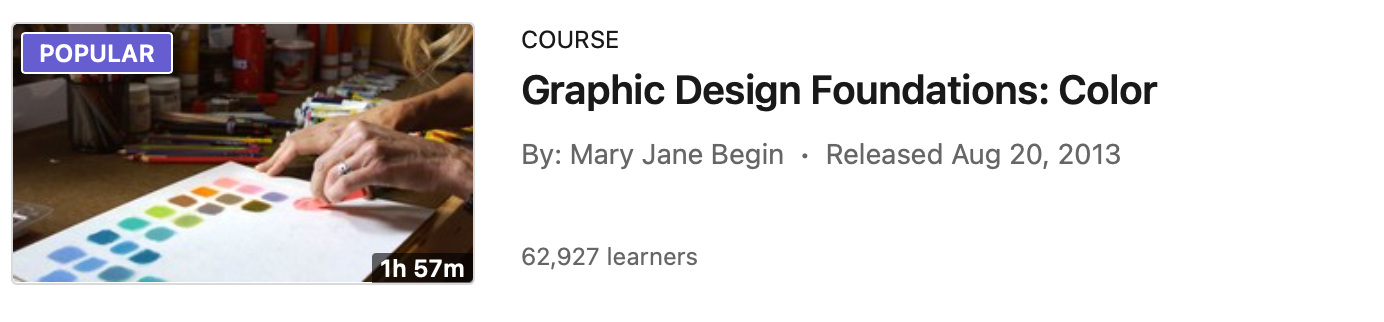 POPULAR
1h 57m
COURSE
Graphic Design Foundations: Color
By: Mary Jane Begin · Released Aug 20, 2013
62,927 learners